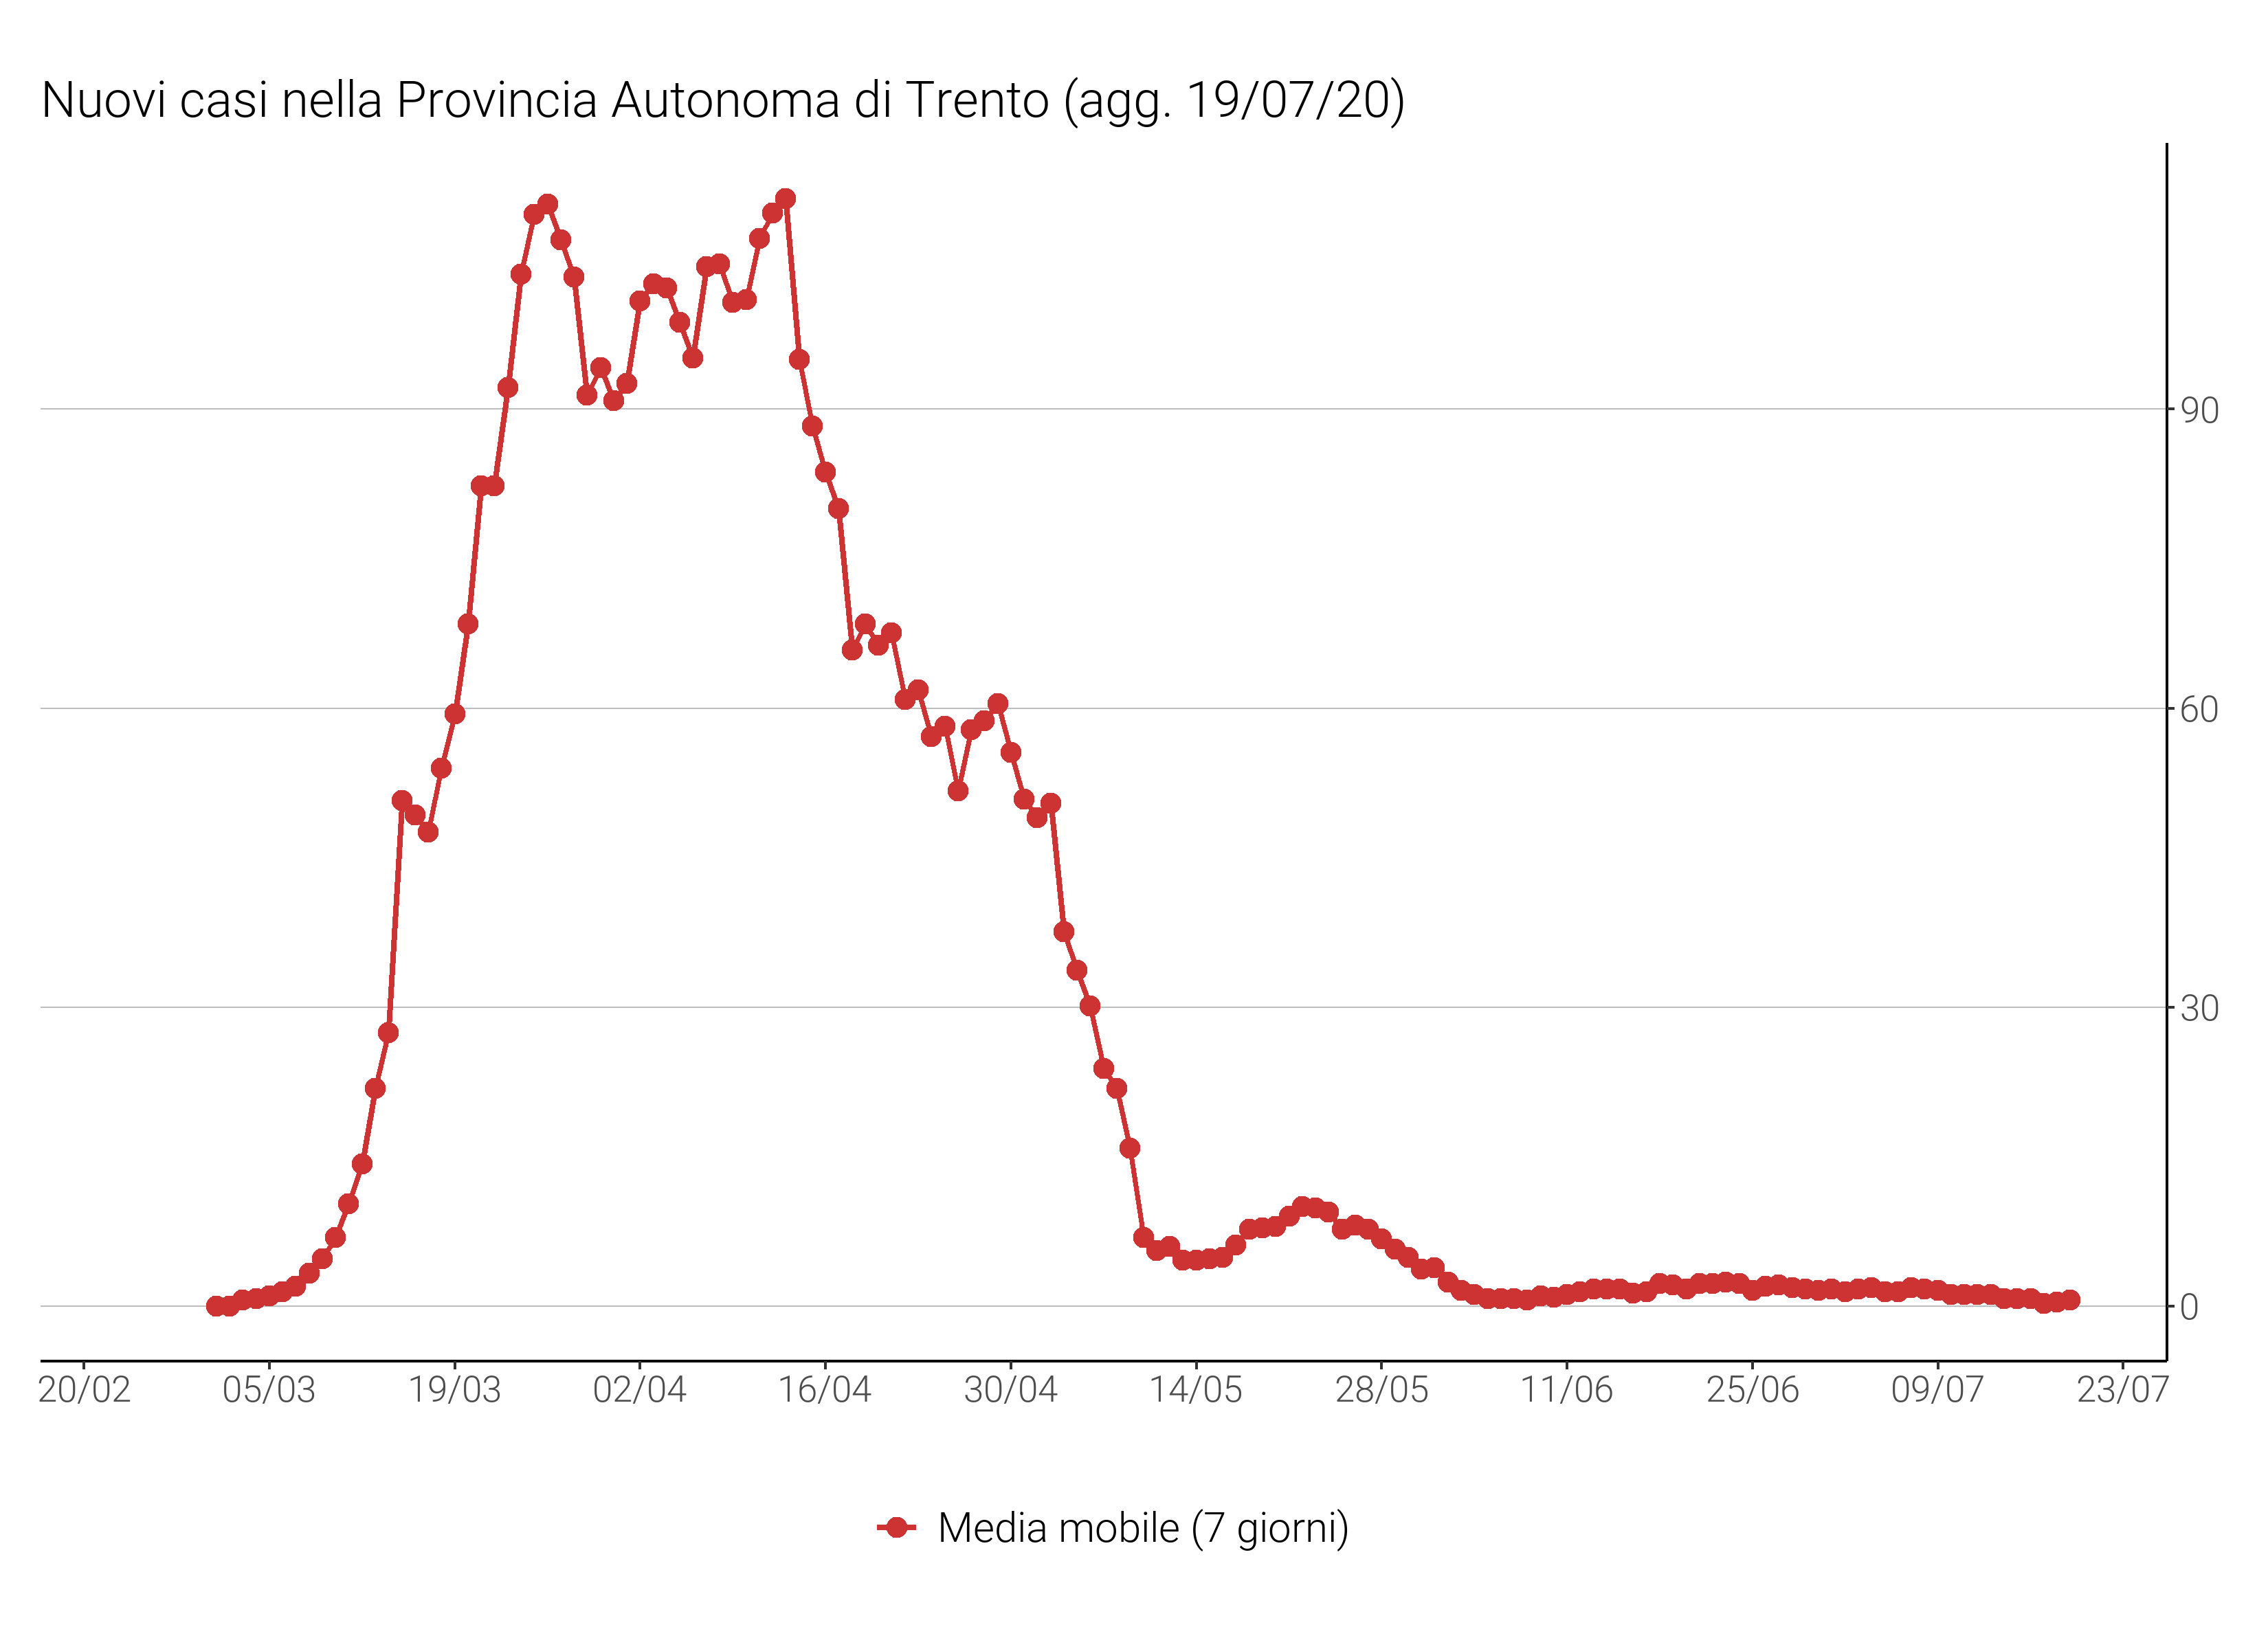 Nuovi casi nella Provincia Autonoma di Trento (agg. 19/07/20)
90
60
30
0
20/02 05/03 19/03 02/04 16/04 30/04 14/05 28/05 11/06 25/06 09/07 23/07
Media mobile (7 giorni)